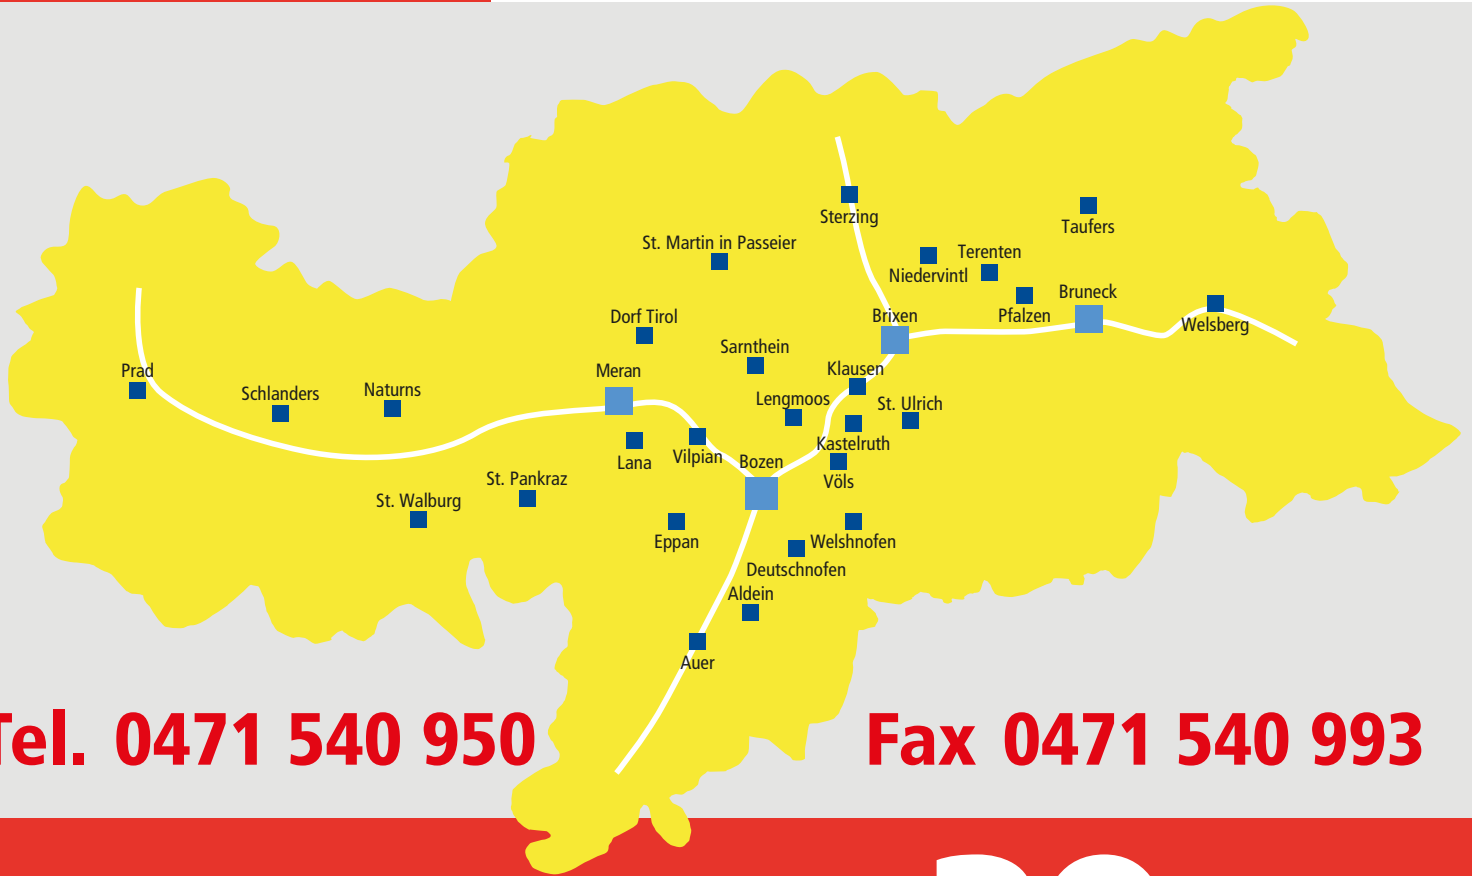 Sterzing
Taufers
St. Martin in Passeier
Terenten
Niedervintl
Bruneck
Dorf Tirol
Brixen
Pfalzen
Welsberg
Sarnthein
Prad
Meran
Klausen
Schlanders
Naturns
Lengmoos
St. Ulrich
Kastelruth
Lana
Vilpian
Bozen
Völs
St. Pankraz
St. Walburg
Eppan
Welshnofen
Deutschnofen
Aldein
Auer
Tel. 0471 540 950
Fax 0471 540 993